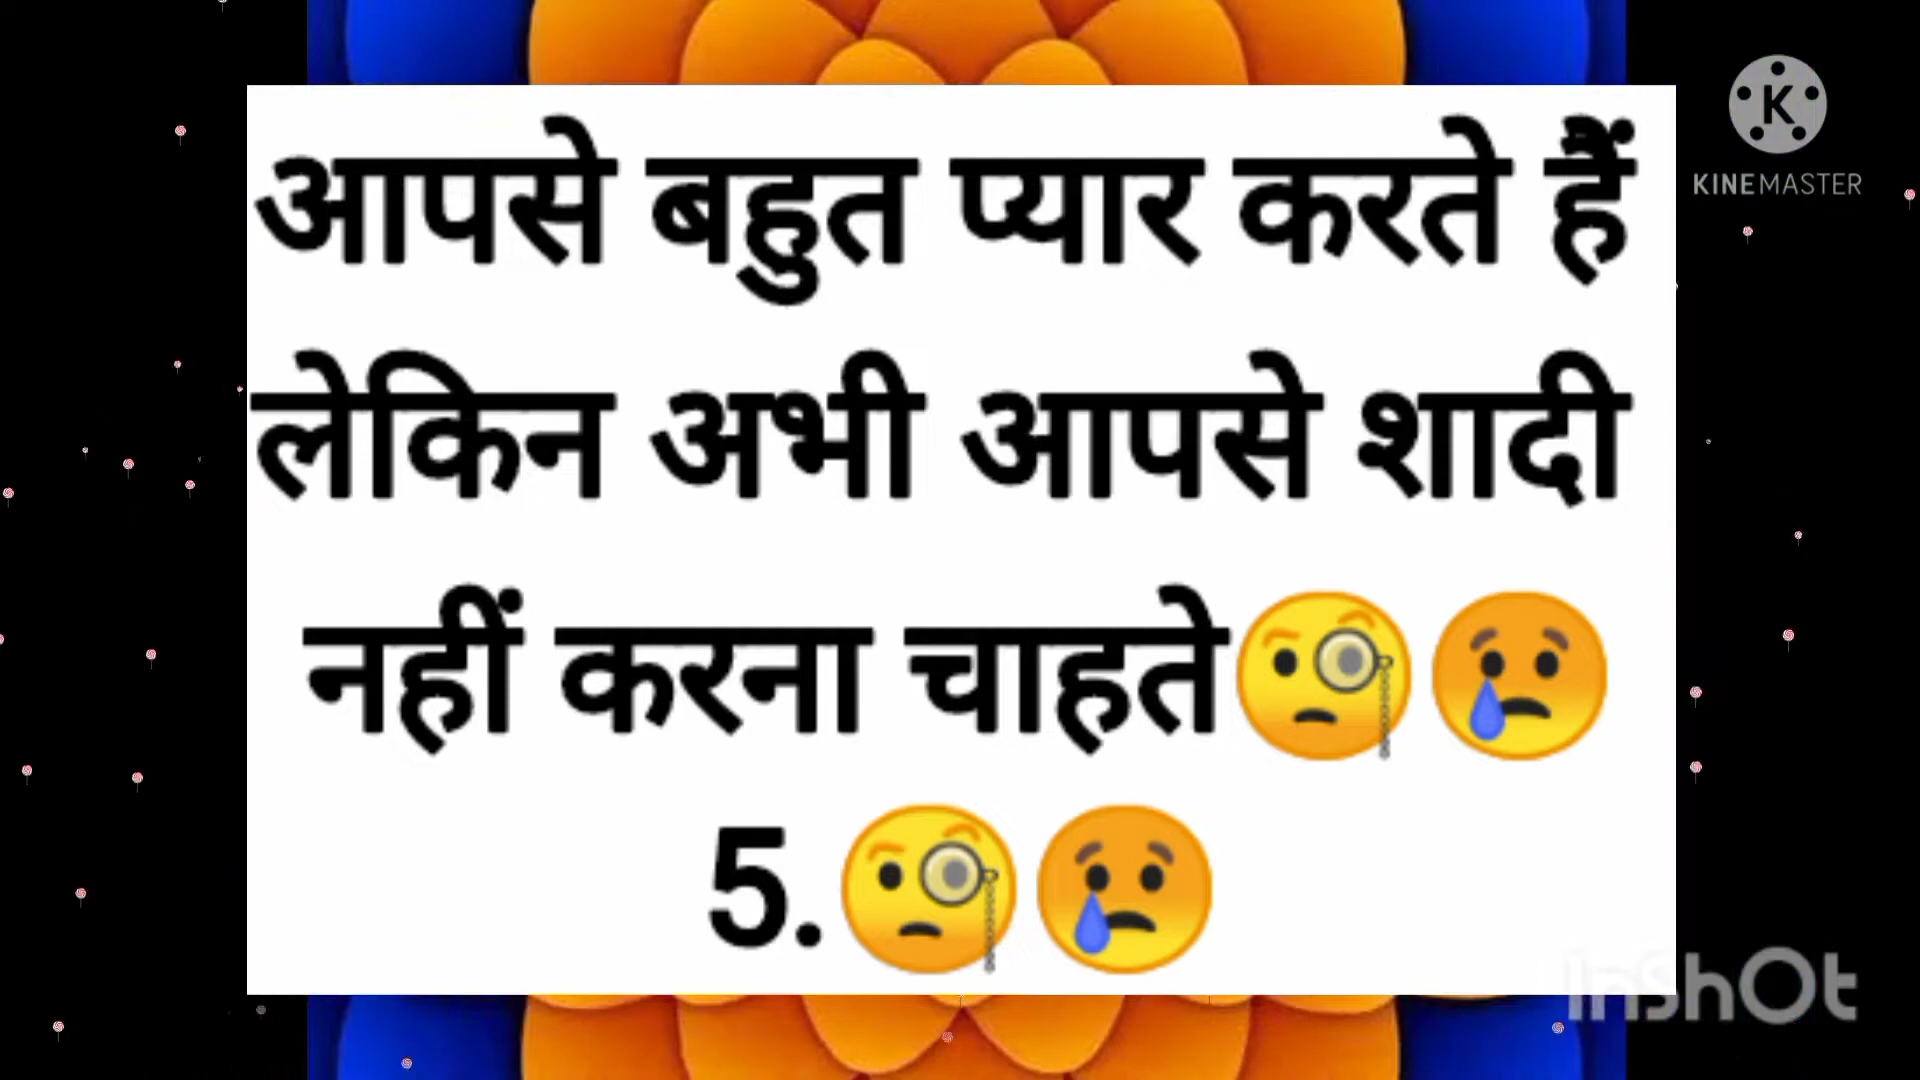 आपसे बहुत प्यार करते हैं
लेकिन अभी आपसे शादी
नहीं करना चाहते🧐😢
5.🧐😢
K
KINEMASTER
InShOt